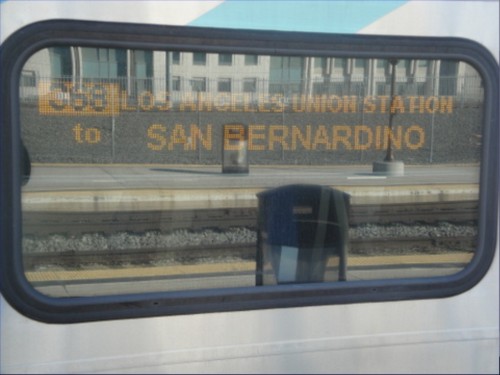 LOS ANGELES UNION STATION
to SAN BERNARDINO